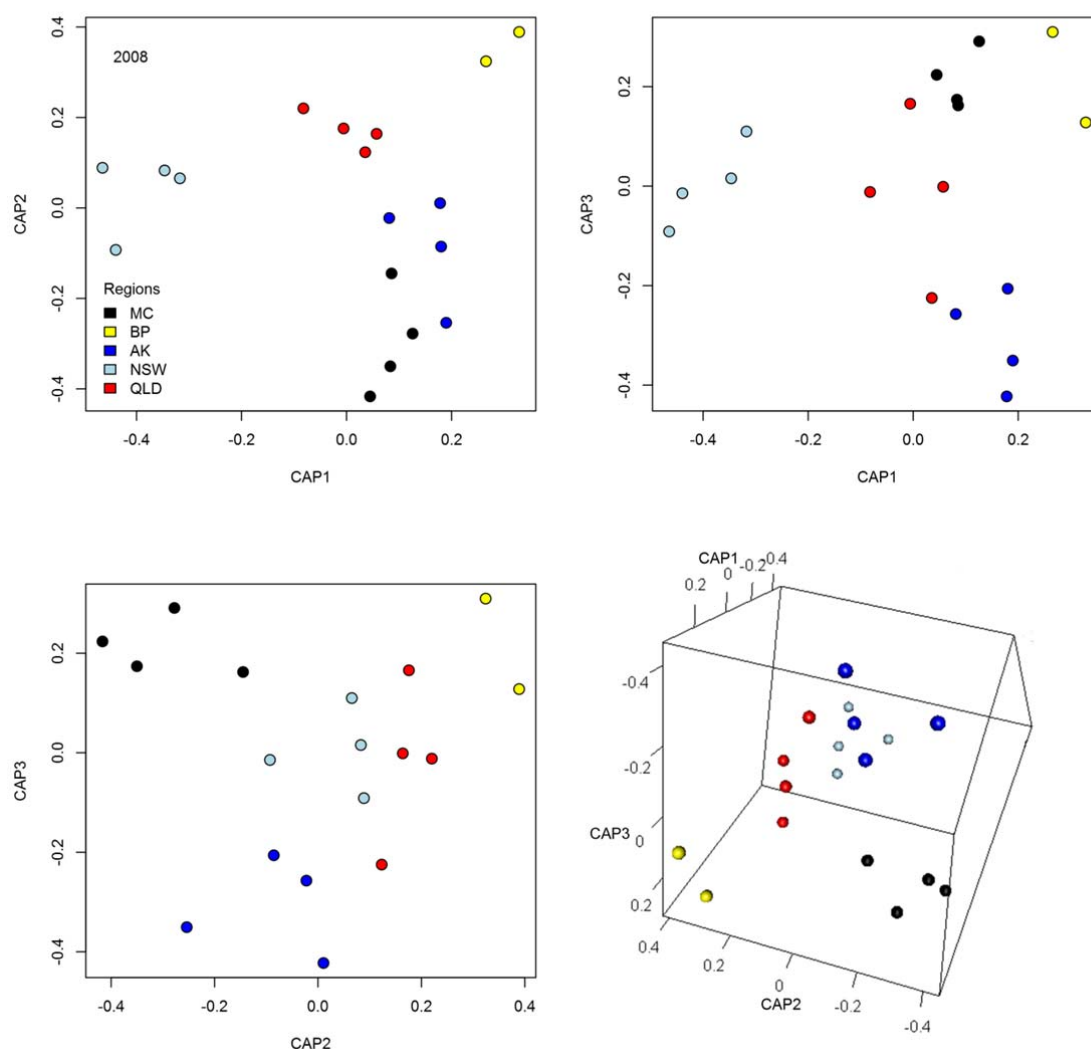 2008
0.4
0.2
0.0
-0.2
-0.4
CAP2
Regions
MC
BP
AK
NSW
QLD
-0.4 -0.2 0.0 0.2
CAP1
0.2
0.0
-0.2
-0.4
CAP3
-0.4 -0.2 0.0 0.2
CAP1
0.2
0.0
-0.2
-0.4
CAP3
-0.4 -0.2 0.0 0.2 0.4
CAP2
CAP1
0.2 0 -0.2 -0.4
-0.4
-0.2
0
0.2
CAP3
0.4 0.2 0 -0.2 -0.4
CAP2